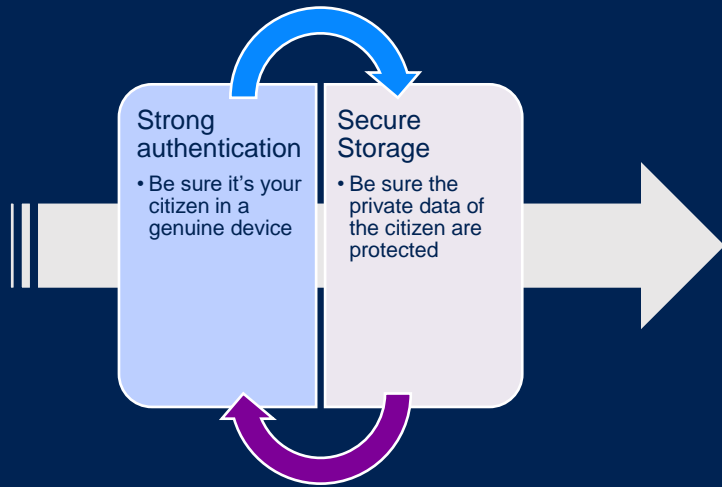 Strong
authentication
• Be sure it's your
citizen in a
genuine device
Secure
Storage
• Be sure the
private data of
the citizen are
protected